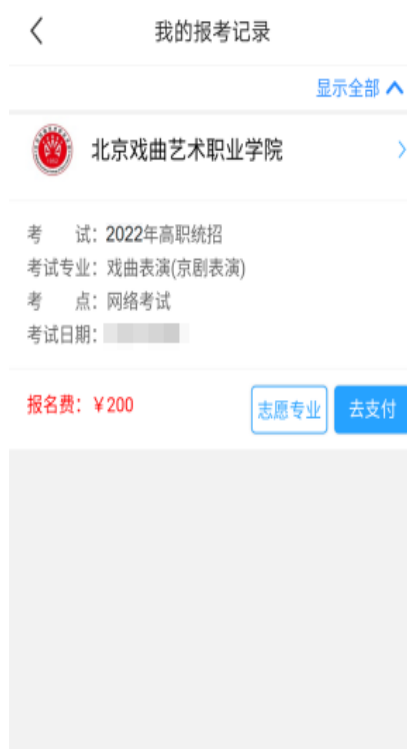 我的报考记录
显示全部
北京戏曲艺术职业学院
考 试：2022年高职统招
考试专业：戏曲表演(京剧表演)
考 点：网络考试
考试日期：
报名费：￥200
志愿专业 去支付